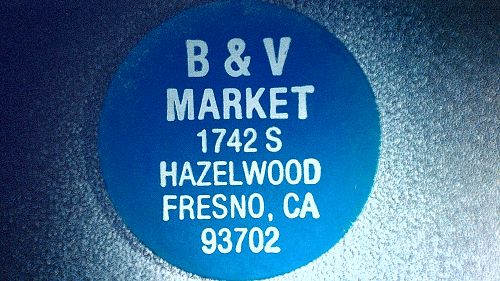 B & V
MARKET
1742 S
HAZELWOOD
FRESNO, CA
93702